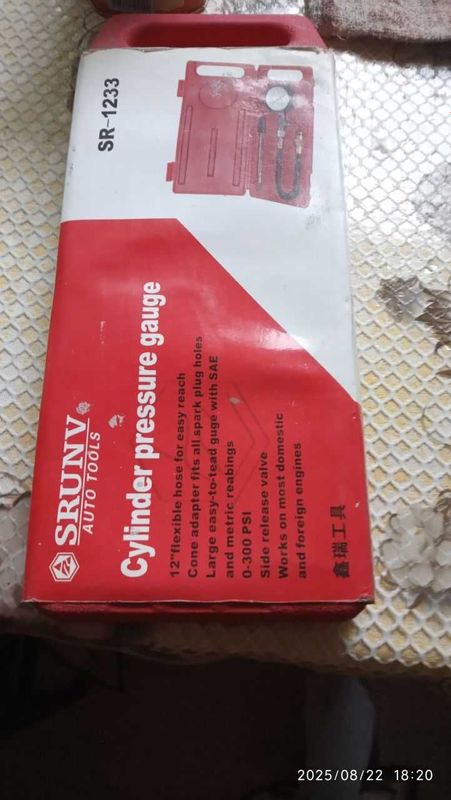 SR-1233
SRUNV
AUTO TOOLS
Cylinder pressure gauge
12"flexible hose for easy reach
Cone adapter fits all spark plug holes
Large easy-to-tead guge with SAE
and metric reabings
0-300 PSI
Side release valve
Works on most domestic
and foreign engines
鑫瑞工具
2025/08/22 18:20